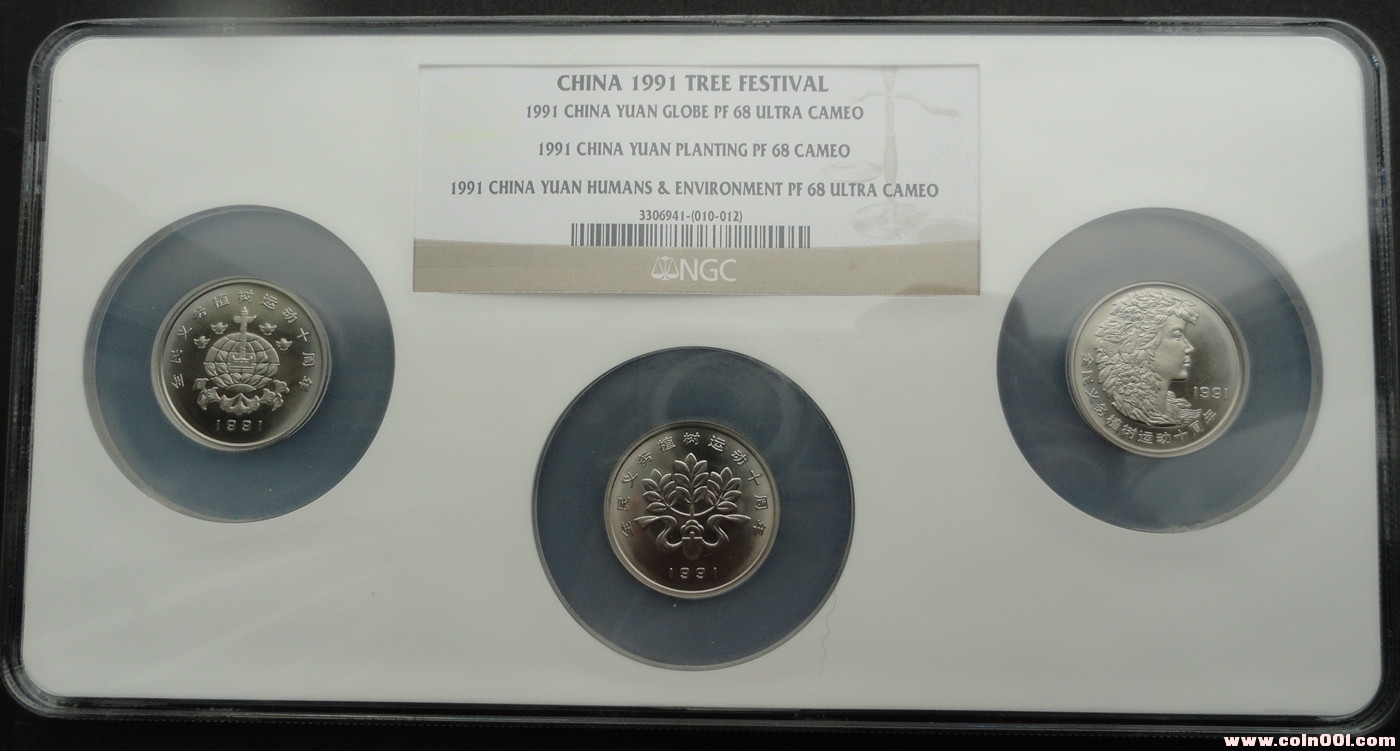 CHINA 1991 TREE FESTIVAL
1991 CHINA YUAN GLOBE PF 68 ULTRA CAMEO
1991 CHINA YUAN PLANTING PF 68 CAMEO
1991 CHINA YUAN HUMANS & ENVIRONMENT PF 68 ULTRA CAMEO
3306941-(010-012)
NGC
全民义务植树运动十周年
1991
全民义务植树运动十周年
1991
1991
全民义务植树运动十周年
www.coin001.com